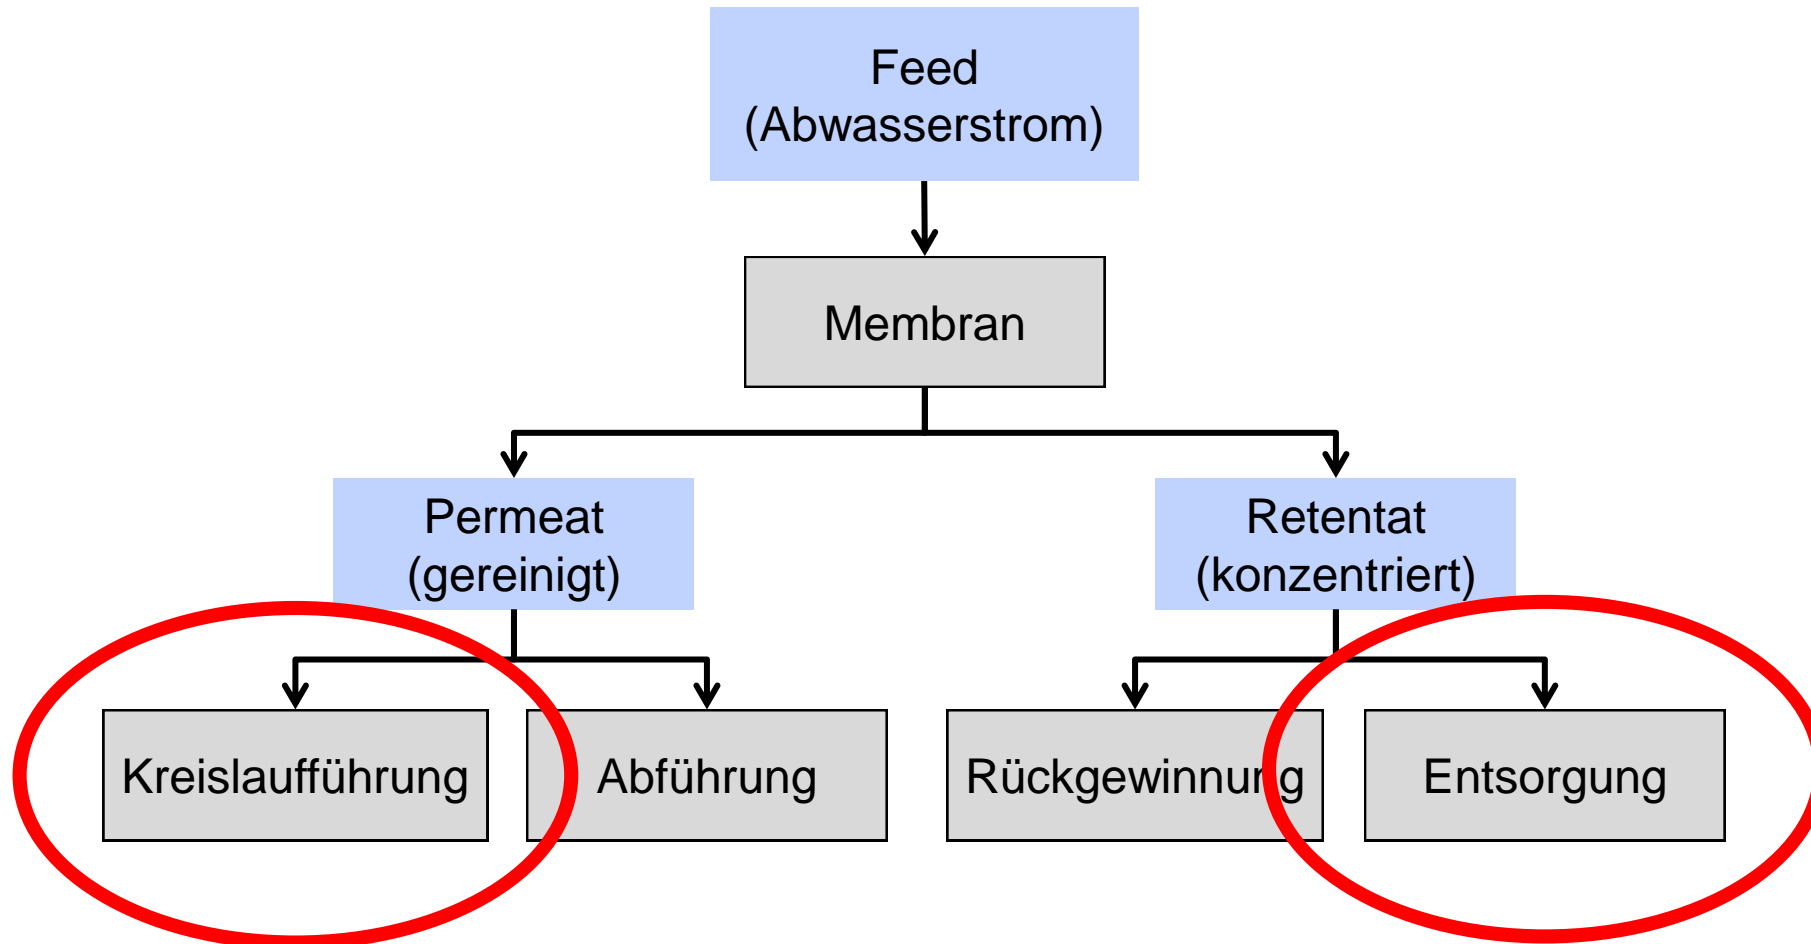 Feed
(Abwasserstrom)
Membran
Permeat
(gereinigt)
Retentat
(konzentriert)
Kreislaufführung
Abführung
Rückgewinnung
Entsorgung